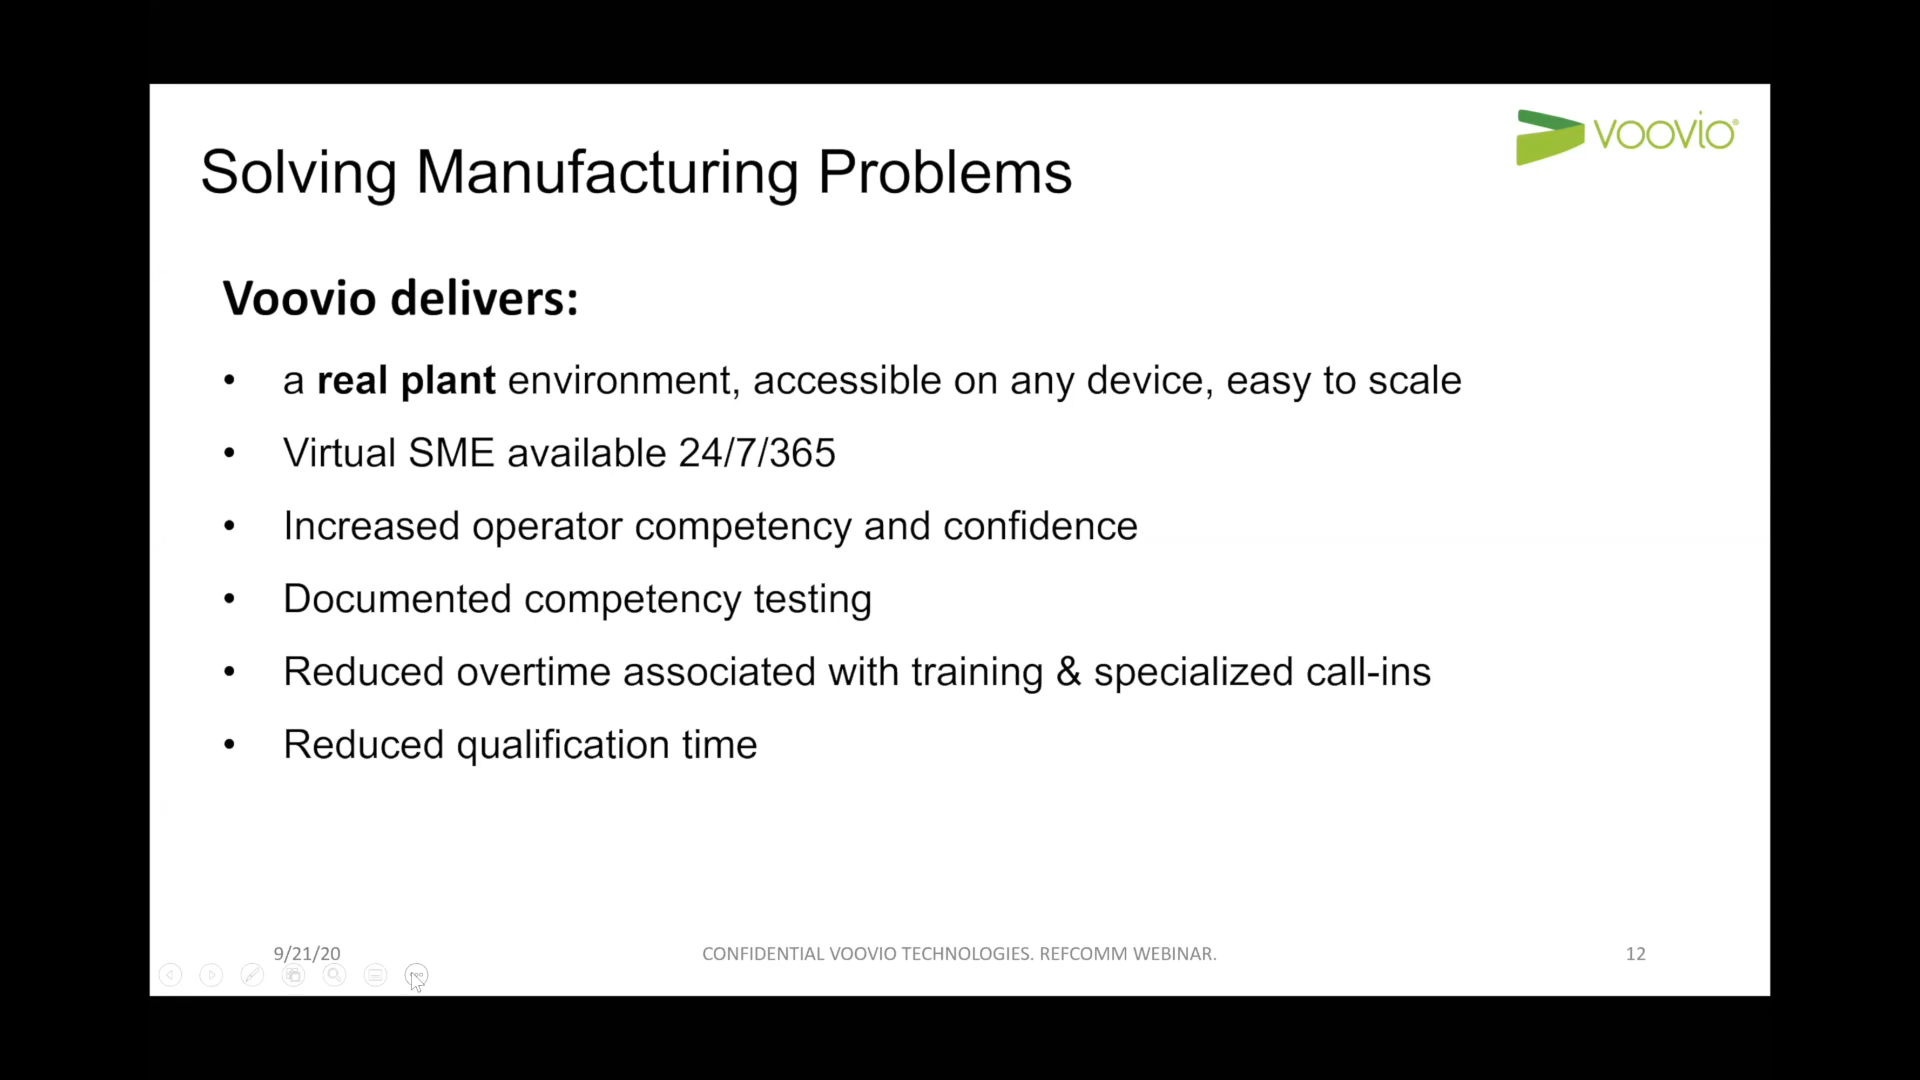 voovio®
Solving Manufacturing Problems
Voovio delivers:
• a real plant environment, accessible on any device, easy to scale
• Virtual SME available 24/7/365
• Increased operator competency and confidence
• Documented competency testing
• Reduced overtime associated with training & specialized call-ins
• Reduced qualification time
9/21/20
CONFIDENTIAL VOOVIO TECHNOLOGIES. REFCOMM WEBINAR.
12